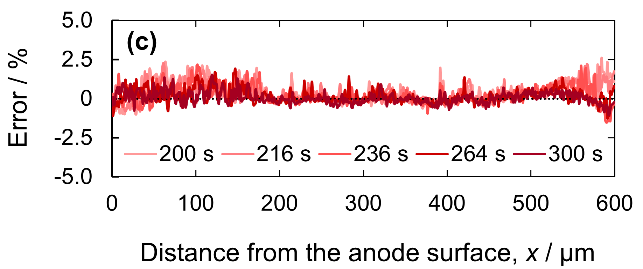 5.0
(c)
2.5
0
-2.5
-5.0
Error / %
200 s 216 s 236 s 264 s 300 s
0 100 200 300 400 500 600
Distance from the anode surface, x / μm